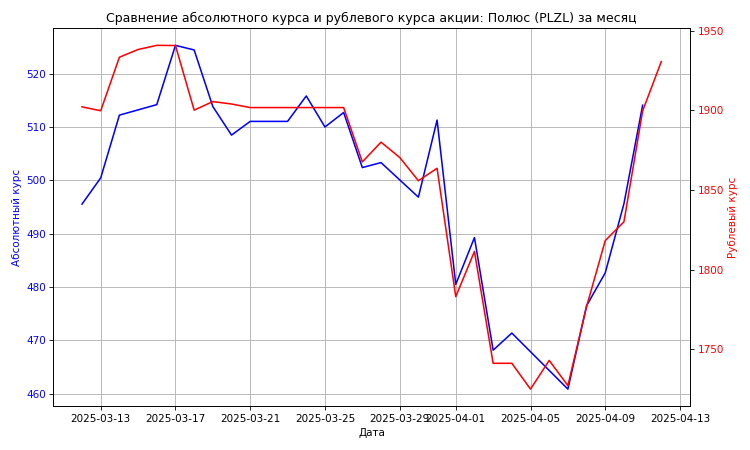 Сравнение абсолютного курса и рублевого курса акции: Полюс (PLZL) за месяц
1950
520
1900
510
Абсолютный курс
500
1850
Рублевый курс
490
1800
480
470
1750
460
2025-03-13 2025-03-17 2025-03-21 2025-03-25 2025-03-29 2025-04-01 2025-04-05 2025-04-09 2025-04-13
Дата